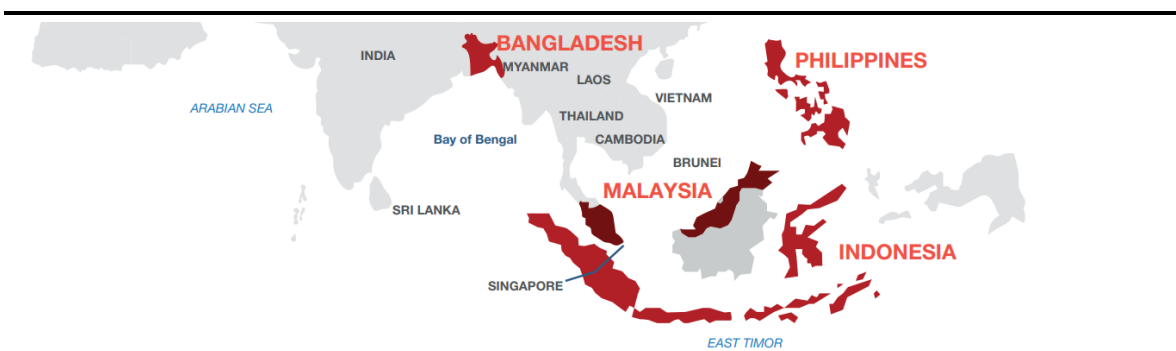 BANGLADESH
INDIA
MYANMAR
PHILIPPINES
LAOS
VIETNAM
ARABIAN SEA
THAILAND
Bay of Bengal
CAMBODIA
BRUNEI
MALAYSIA
SRI LANKA
INDONESIA
SINGAPORE
EAST TIMOR